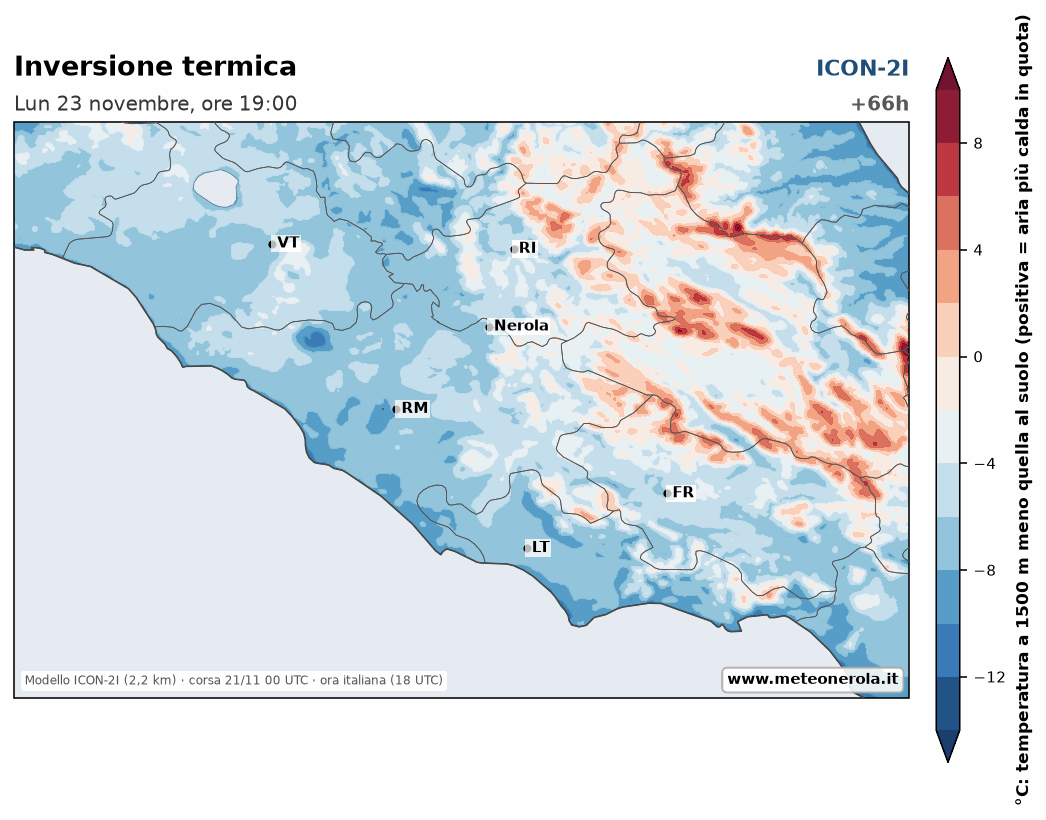 Inversione termica
ICON-2I
Lun 23 novembre, ore 19:00
+66h
VT
RI
Nerola
RM
FR
LT
Modello ICON-2I (2,2 km) · corsa 21/11 00 UTC · ora italiana (18 UTC)
www.meteonerola.it
8
4
0
−4
−8
−12
°C: temperatura a 1500 m meno quella al suolo (positiva = aria più calda in quota)